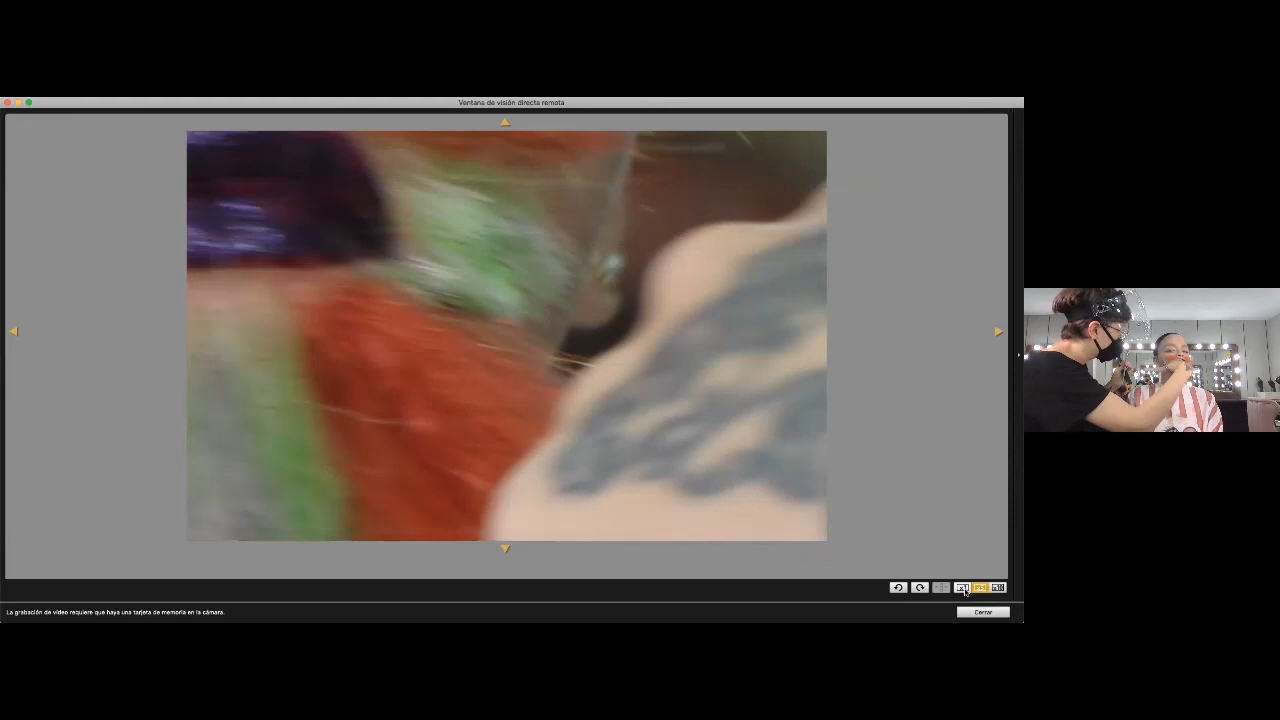 Ventana de visión directa remota
La grabación de vídeo requiere que haya una tarjeta de memoria en la cámara.
Cerrar